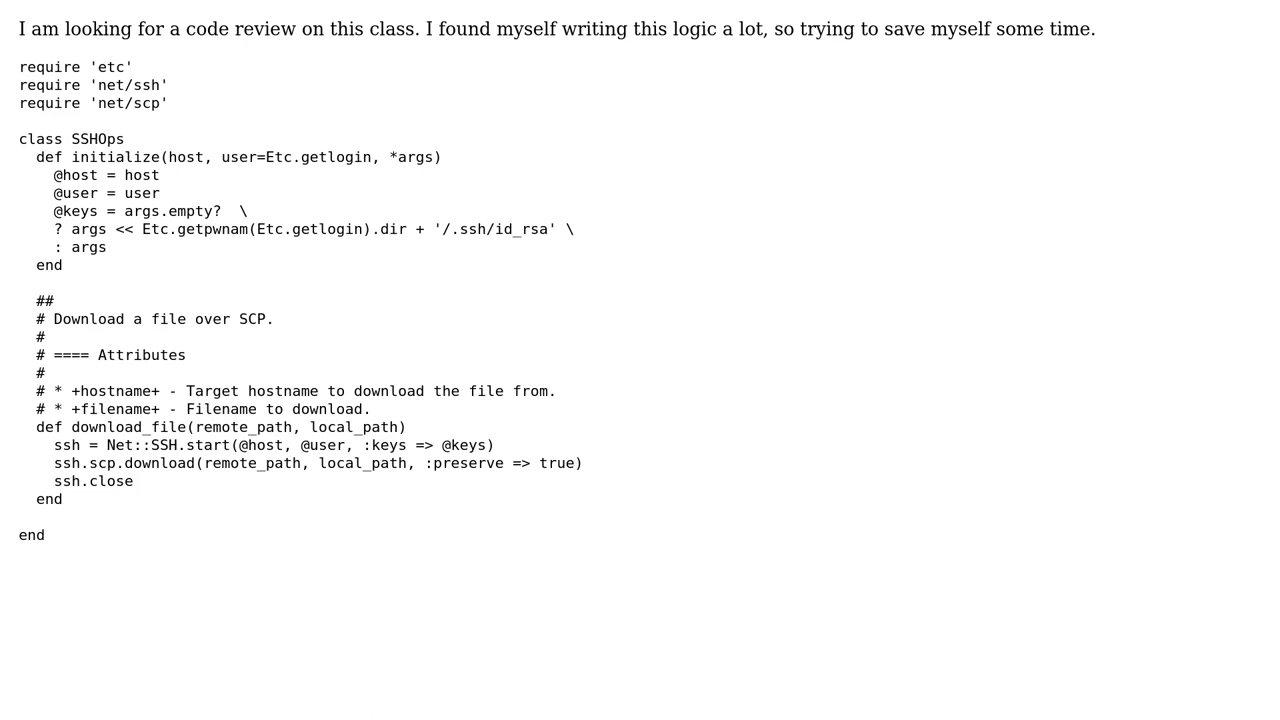 I am looking for a code review on this class. I found myself writing this logic a lot, so trying to save myself some time.
require 'etc'
require 'net/ssh'
require 'net/scp'
class SSHOps
  def initialize(host, user=Etc.getlogin, *args)
    @host = host
    @user = user
    @keys = args.empty?  \
    ? args << Etc.getpwnam(Etc.getlogin).dir + '/.ssh/id_rsa' \
    : args
  end
  ##
  # Download a file over SCP.
  #
  # ==== Attributes
  #
  # * +hostname+ - Target hostname to download the file from.
  # * +filename+ - Filename to download.
  def download_file(remote_path, local_path)
    ssh = Net::SSH.start(@host, @user, :keys => @keys)
    ssh.scp.download(remote_path, local_path, :preserve => true)
    ssh.close
  end
end